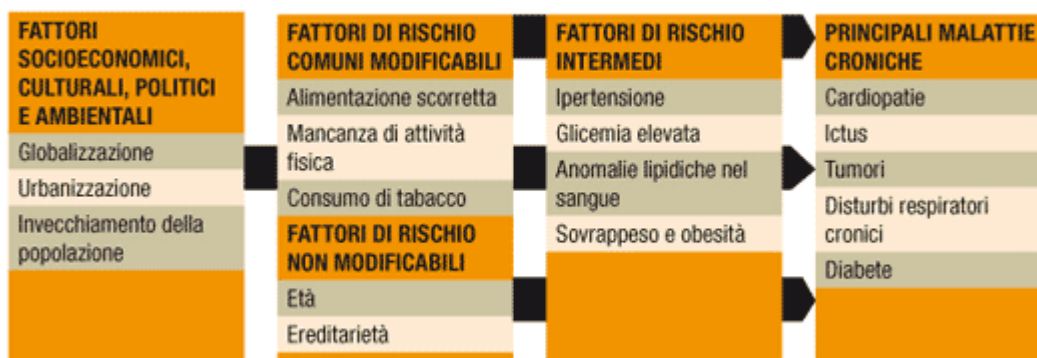 FATTORI
SOCIOECONOMICI,
CULTURALI, POLITICI
E AMBIENTALI
Globalizzazione
Urbanizzazione
Invecchiamento della
popolazione
FATTORI DI RISCHIO
COMUNI MODIFICABILI
Alimentazione scorretta
Mancanza di attività
fisica
Consumo di tabacco
FATTORI DI RISCHIO
NON MODIFICABILI
Età
Ereditarietà
FATTORI DI RISCHIO
INTERMEDI
Ipertensione
Glicemia elevata
Anomalie lipidiche nel
sangue
Sovrappeso e obesità
PRINCIPALI MALATTIE
CRONICHE
Cardiopatie
Ictus
Tumori
Disturbi respiratori
cronici
Diabete